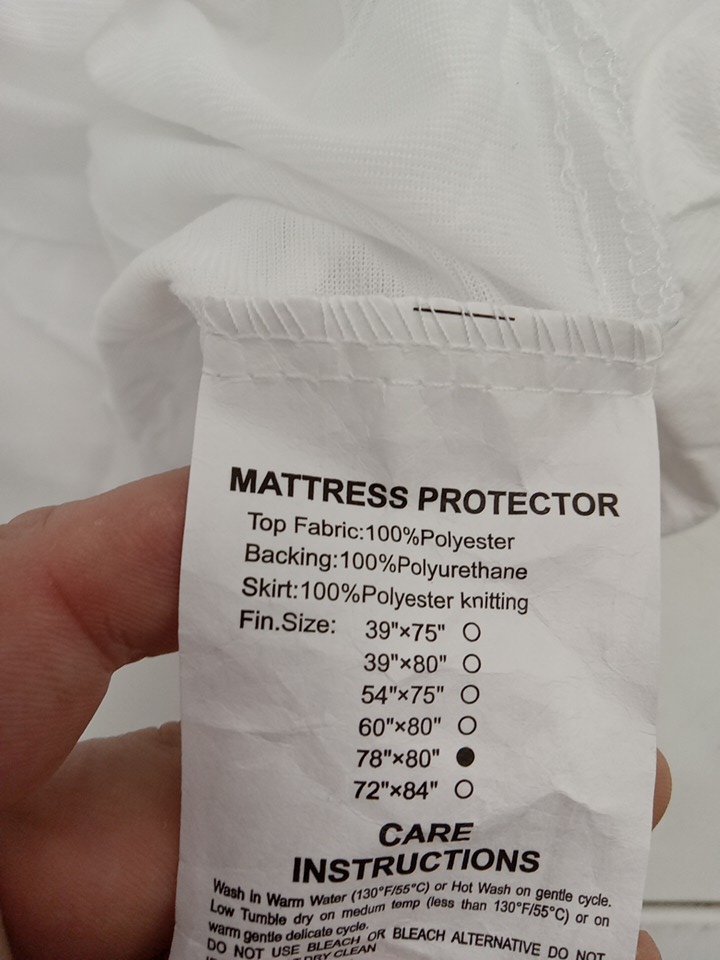 MATTRESS PROTECTOR
Top Fabric:100%Polyester
Backing:100%Polyurethane
Skirt:100%Polyester knitting
Fin.Size: 39"×75" ○
39"×80" ○
54"×75" ○
60"×80" ○
78"×80" ●
72"×84" ○
CARE
INSTRUCTIONS
Wash in Warm Water (130°F/55°C) or Hot Wash on gentle cycle.
Low Tumble dry on medum temp (less than 130°F/55°C) or on
warm gentle delicate cycle.
DO NOT USE BLEACH OR BLEACH ALTERNATIVE DO NOT
DRY CLEAN